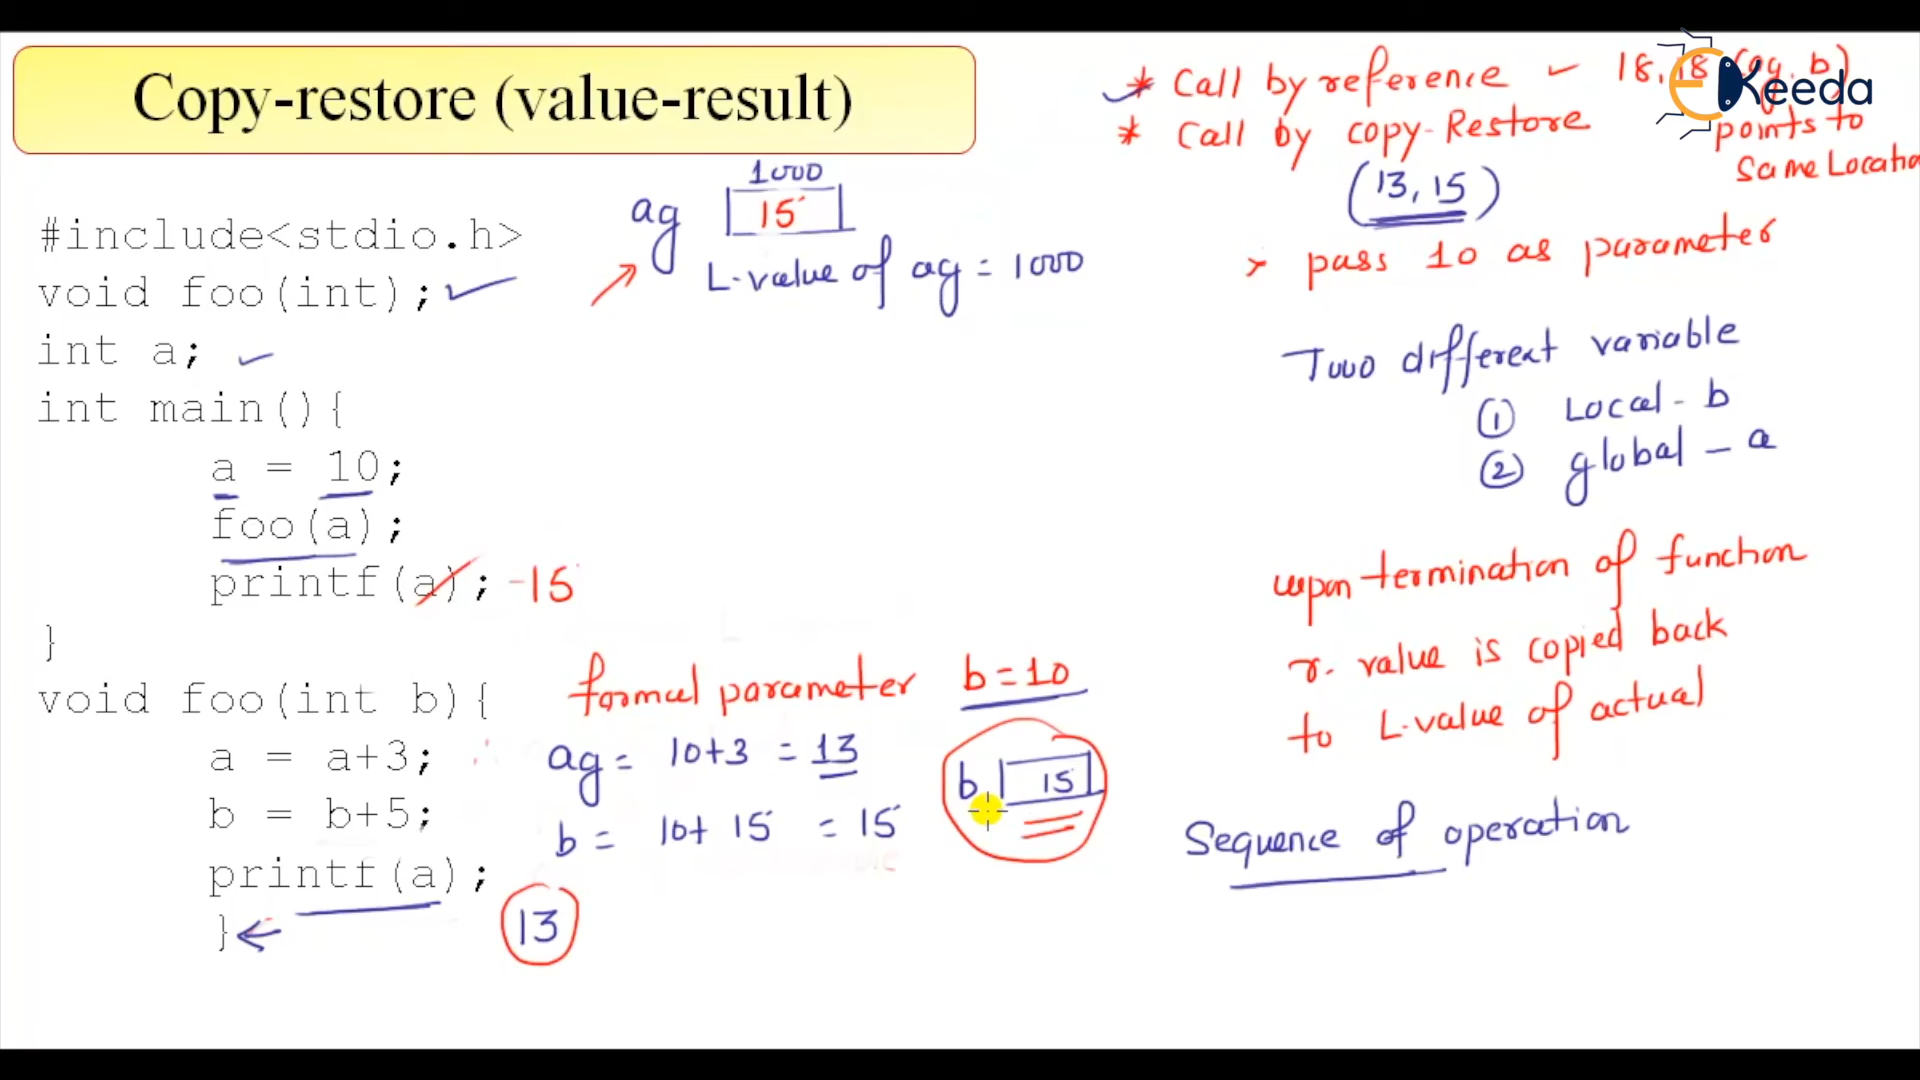 Copy-restore (value-result)
* Call by reference ✓ 18, 18 (ag, b)
* Call by copy-Restore
points to
Same Locatio
(13, 15)
> pass 10 as parameter
Keeda
1000
ag 15
L-value of ag = 1000
#include<stdio.h>
void foo(int);
int a;
int main(){
a = 10;
foo(a);
printf(a); -15
}
void foo(int b){
a = a+3;
b = b+5;
printf(a);
}
formal parameter b = 10
ag = 10+3 = 13
b 15
b = 10+ 15 = 15
13
Two different variable
① Local - b
② global - a
upon termination of function
r. value is copied back
to L-value of actual
Sequence of operation